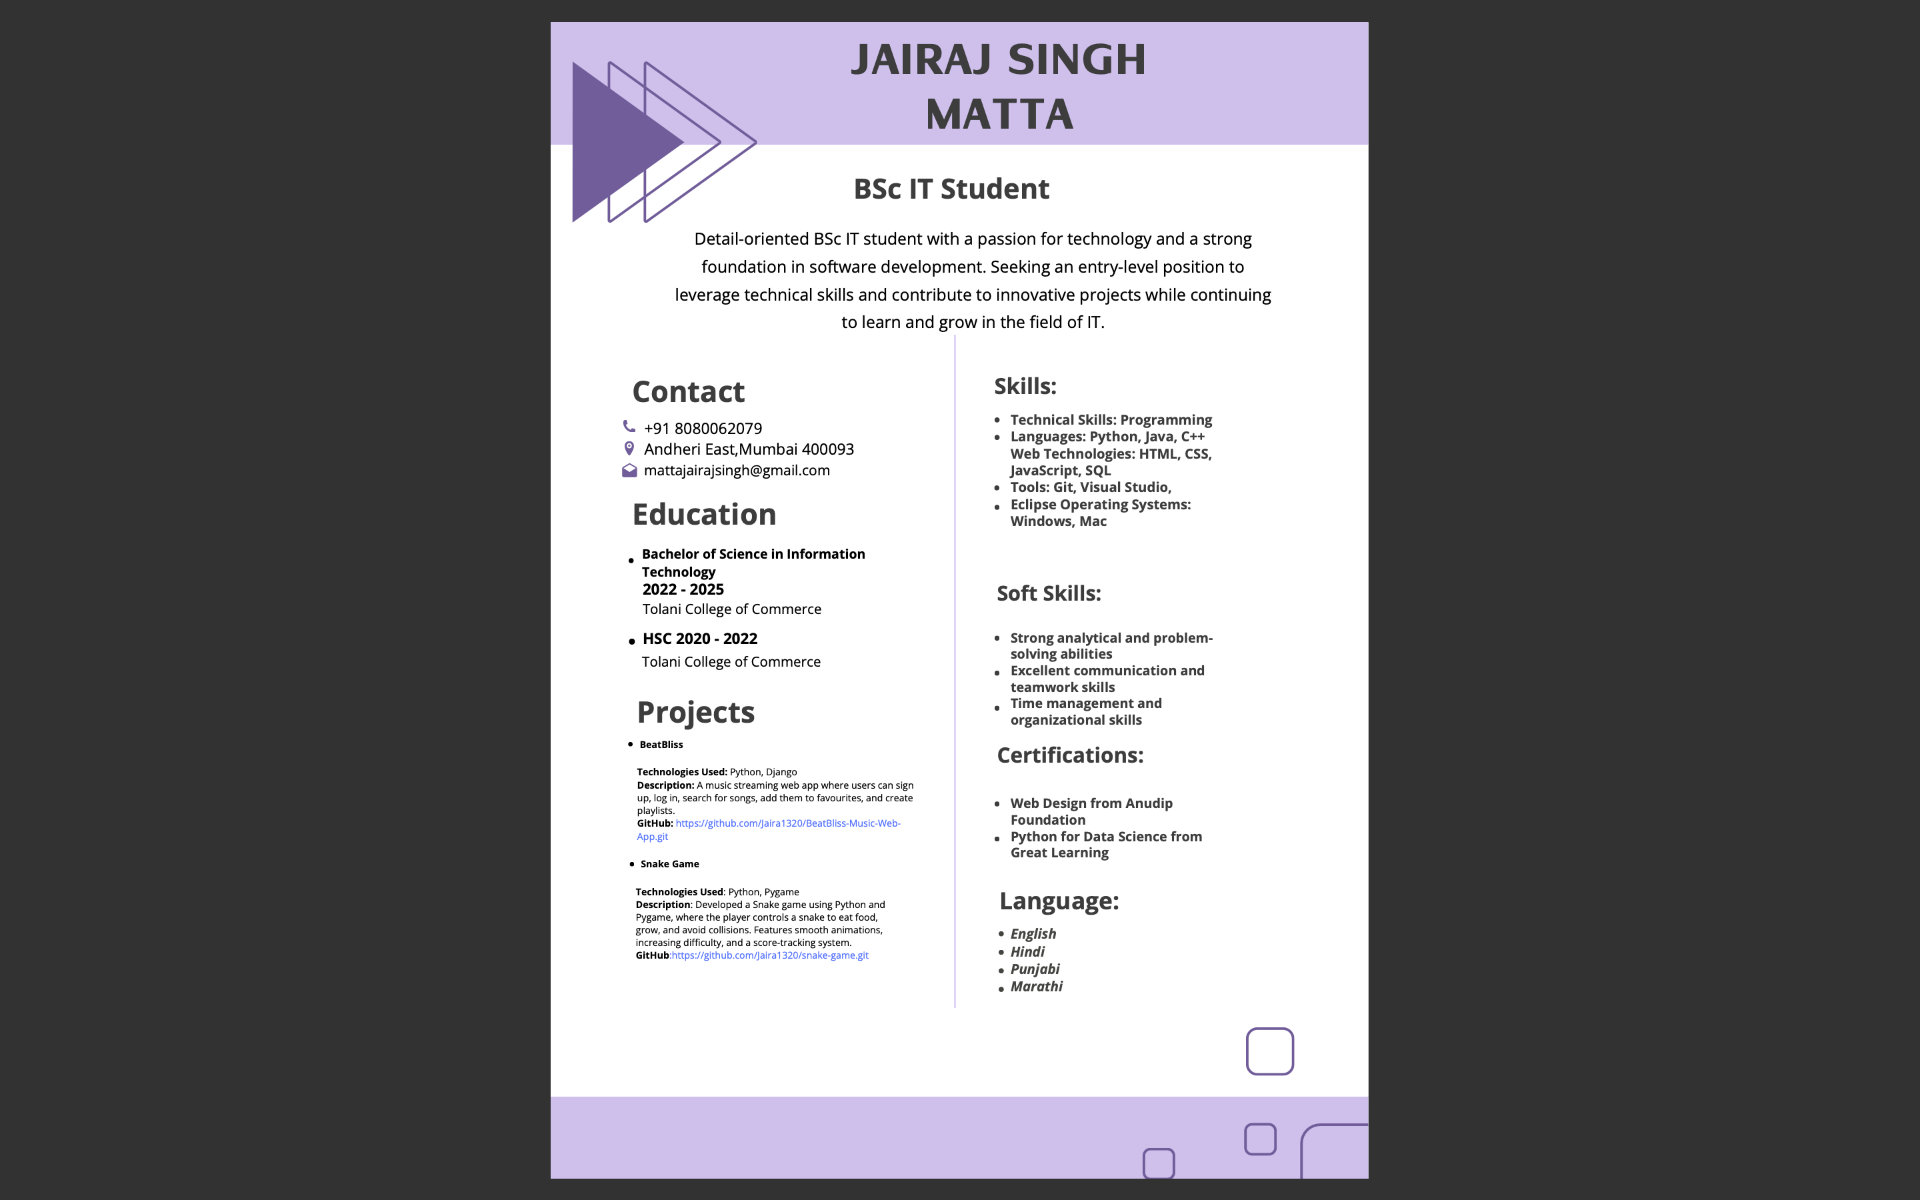 JAIRAJ SINGH
MATTA
BSc IT Student
Detail-oriented BSc IT student with a passion for technology and a strong
foundation in software development. Seeking an entry-level position to
leverage technical skills and contribute to innovative projects while continuing
to learn and grow in the field of IT.
Contact
+91 8080062079
Andheri East,Mumbai 400093
mattajairajsingh@gmail.com
Education
• Bachelor of Science in Information
Technology
2022 - 2025
Tolani College of Commerce
• HSC 2020 - 2022
Tolani College of Commerce
Projects
• BeatBliss
Technologies Used: Python, Django
Description: A music streaming web app where users can sign
up, log in, search for songs, add them to favourites, and create
playlists.
GitHub: https://github.com/Jaira1320/BeatBliss-Music-Web-
App.git
• Snake Game
Technologies Used: Python, Pygame
Description: Developed a Snake game using Python and
Pygame, where the player controls a snake to eat food,
grow, and avoid collisions. Features smooth animations,
increasing difficulty, and a score-tracking system.
GitHub:https://github.com/Jaira1320/snake-game.git
Skills:
• Technical Skills: Programming
• Languages: Python, Java, C++
Web Technologies: HTML, CSS,
JavaScript, SQL
• Tools: Git, Visual Studio,
• Eclipse Operating Systems:
Windows, Mac
Soft Skills:
• Strong analytical and problem-
solving abilities
• Excellent communication and
teamwork skills
• Time management and
organizational skills
Certifications:
• Web Design from Anudip
Foundation
• Python for Data Science from
Great Learning
Language:
• English
• Hindi
• Punjabi
• Marathi